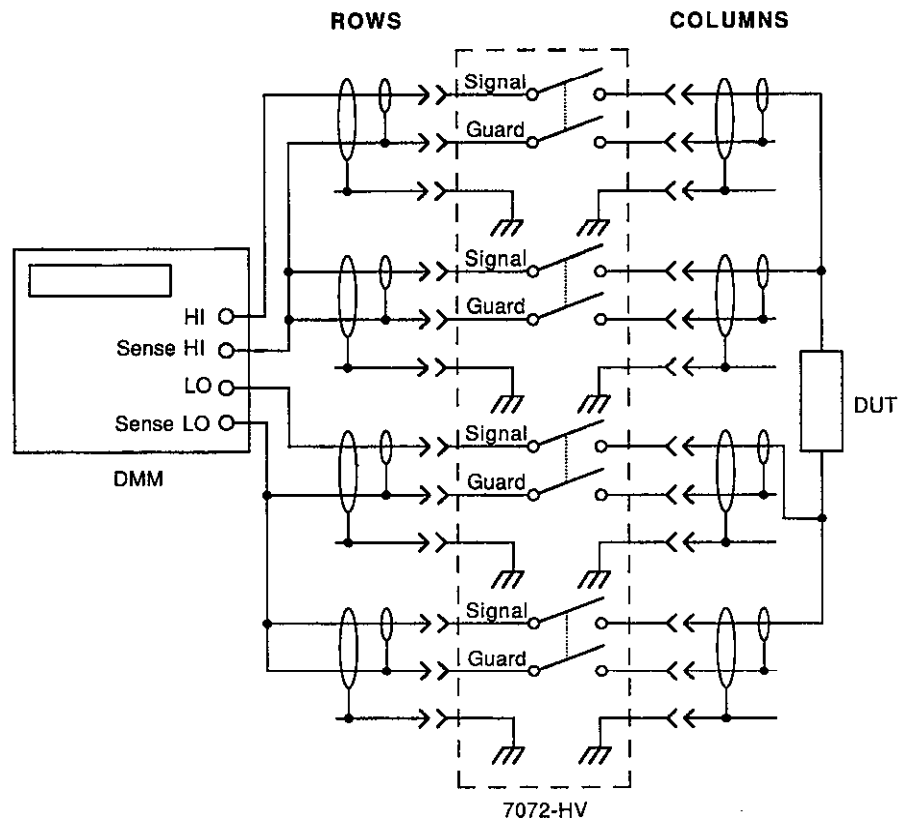 ROWS
COLUMNS
Signal
Guard
Signal
Guard
HI
Sense HI
LO
Sense LO
DMM
DUT
Signal
Guard
Signal
Guard
7072-HV